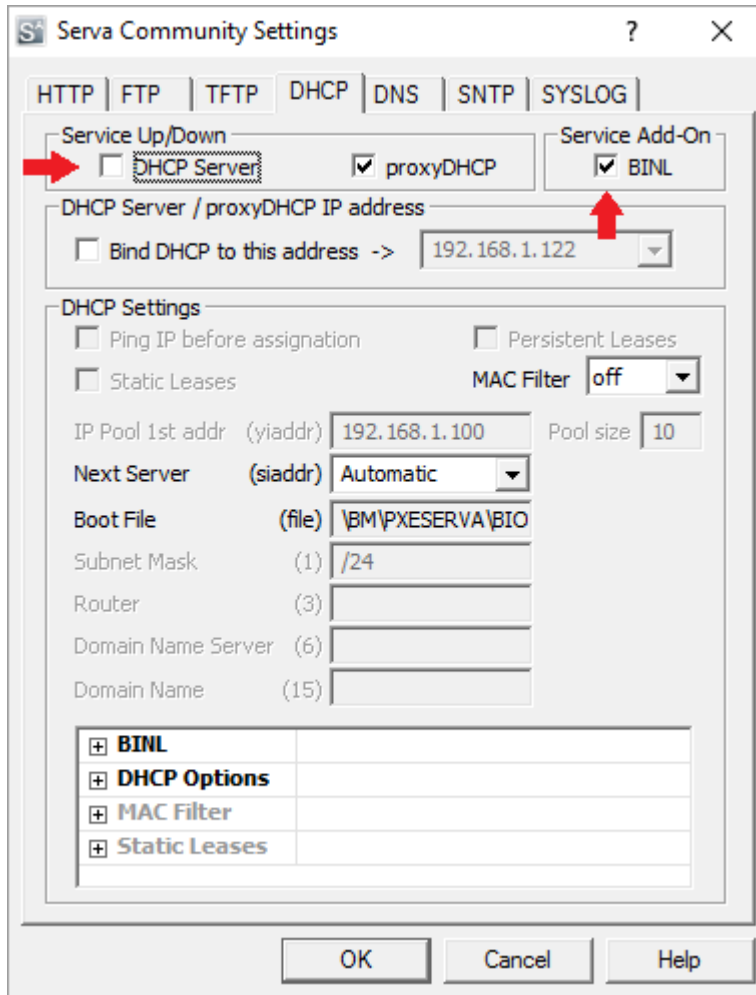 Serva Community Settings
HTTP FTP TFTP DHCP DNS SNTP SYSLOG
Service Up/Down Service Add-On
DHCP Server proxyDHCP BINL
DHCP Server / proxyDHCP IP address
Bind DHCP to this address -> 192.168.1.122
DHCP Settings
Ping IP before assignation Persistent Leases
Static Leases MAC Filter off
IP Pool 1st addr (yiaddr) 192.168.1.100 Pool size 10
Next Server (siaddr) Automatic
Boot File (file) \BM\PXESERVA\BIO
Subnet Mask (1) /24
Router (3)
Domain Name Server (6)
Domain Name (15)
BINL
DHCP Options
MAC Filter
Static Leases
OK Cancel Help